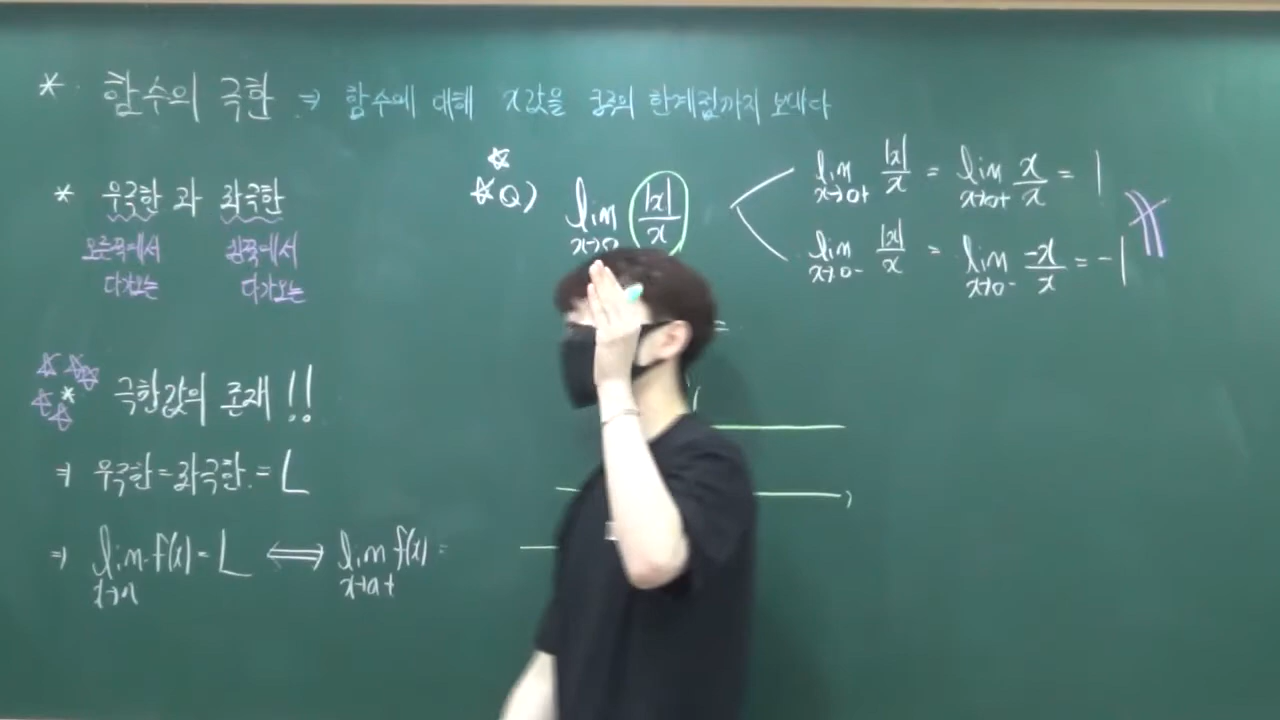 * 함수의 극한 ⇒ 함수에 대해 x값을 한계점까지 보내다
* 우극한 과 좌극한
오른쪽에서 다가오는
왼쪽에서 다가오는
* 극한값의 존재 !!
⇒ 우극한 = 좌극한 = L
⇒ lim x→a f(x) = L ⟺ lim x→a+ f(x) =
Q) lim x→0 |x|/x
lim x→0+ |x|/x = lim x→0+ x/x = 1
lim x→0- |x|/x = lim x→0- -x/x = -1
=